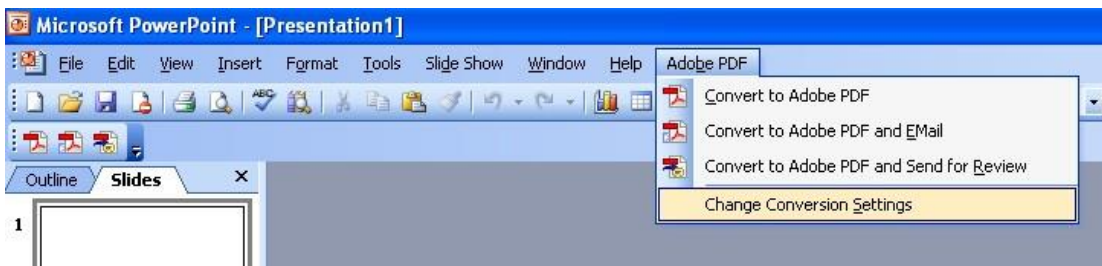 Microsoft PowerPoint - [Presentation1]
File Edit View Insert Format Tools Slide Show Window Help Adobe PDF
Convert to Adobe PDF
ABC
Convert to Adobe PDF and EMail
Convert to Adobe PDF and Send for Review
Outline Slides X
Change Conversion Settings
1